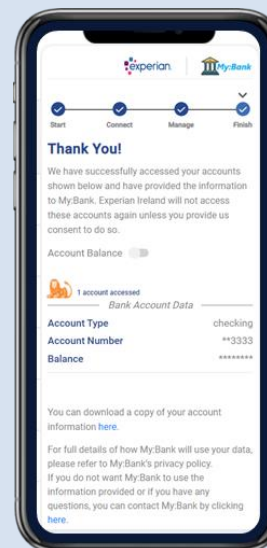 experian.
My:Bank
Start Connect Manage Finish
Thank You!
We have successfully accessed your accounts
shown below and have provided the information
to My:Bank. Experian Ireland will not access
these accounts again unless you provide us
consent to do so.
Account Balance
1 account accessed
Bank Account Data
Account Type checking
Account Number **3333
Balance ********
You can download a copy of your account
information here.
For full details of how My:Bank will use your data,
please refer to My:Bank's privacy policy.
If you do not want My:Bank to use the
information provided or if you have any
questions, you can contact My:Bank by clicking
here.